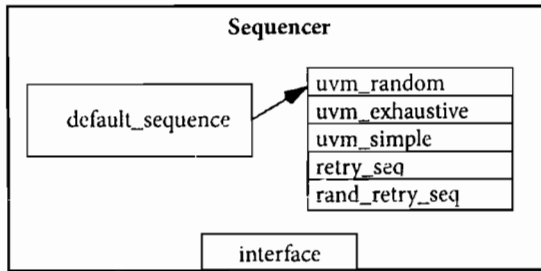 Sequencer
default_sequence
uvm_random
uvm_exhaustive
uvm_simple
retry_seq
rand_retry_seq
interface